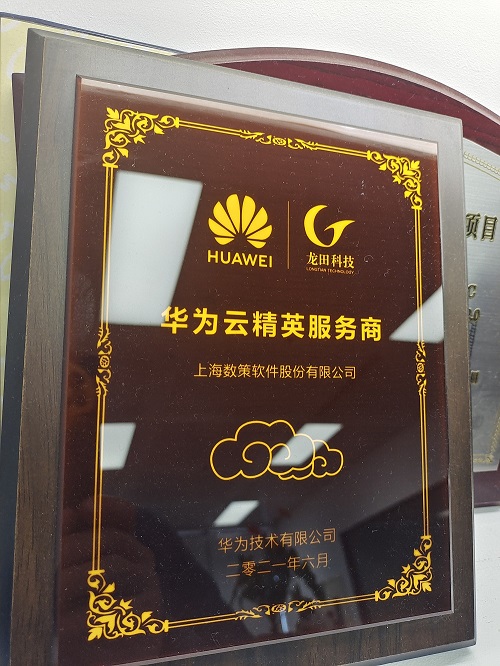 HUAWEI
龙田科技
LONGTIAN TECHNOLOGY
华为云精英服务商
上海数策软件股份有限公司
华为技术有限公司
二零二一年六月
项目